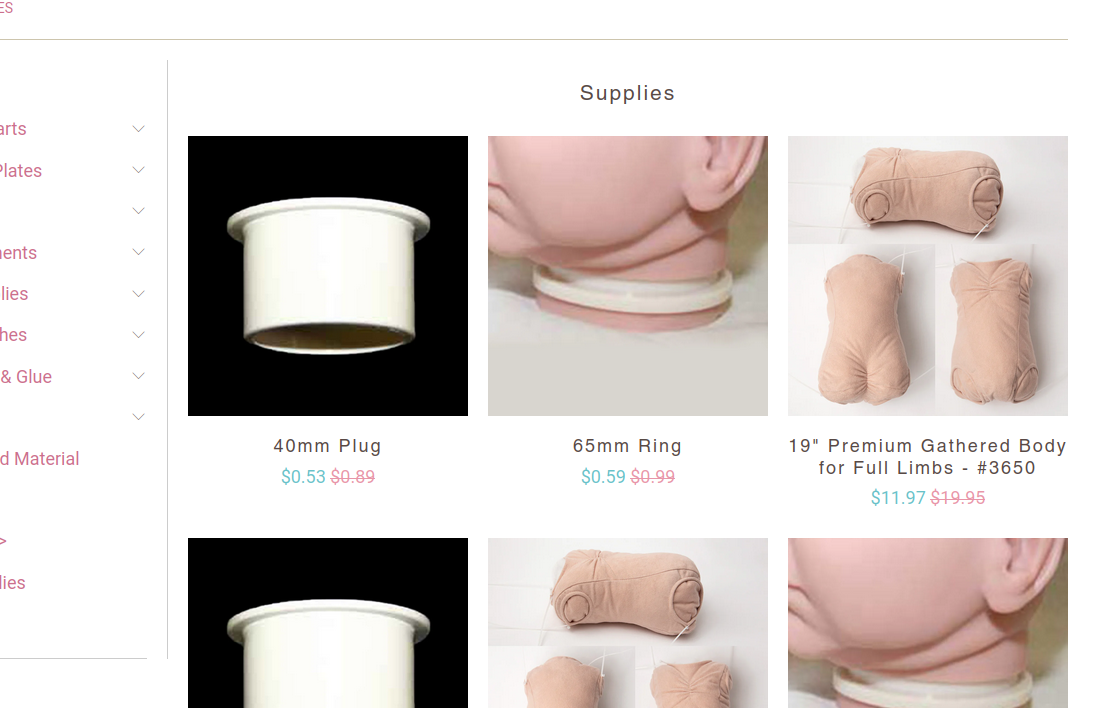 ES
Supplies
arts
Plates
ents
lies
hes
& Glue
d Material
>
lies
40mm Plug
$0.53 $0.89
65mm Ring
$0.59 $0.99
19" Premium Gathered Body
for Full Limbs - #3650
$11.97 $19.95